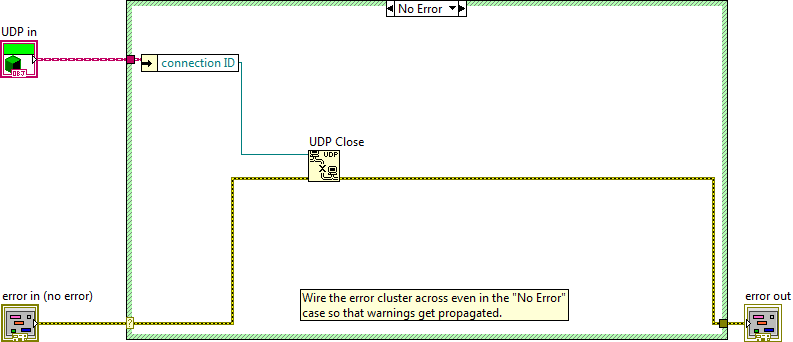 No Error
UDP in
OBJ
connection ID
UDP Close
UDP
error in (no error)
?
Wire the error cluster across even in the "No Error"
case so that warnings get propagated.
error out